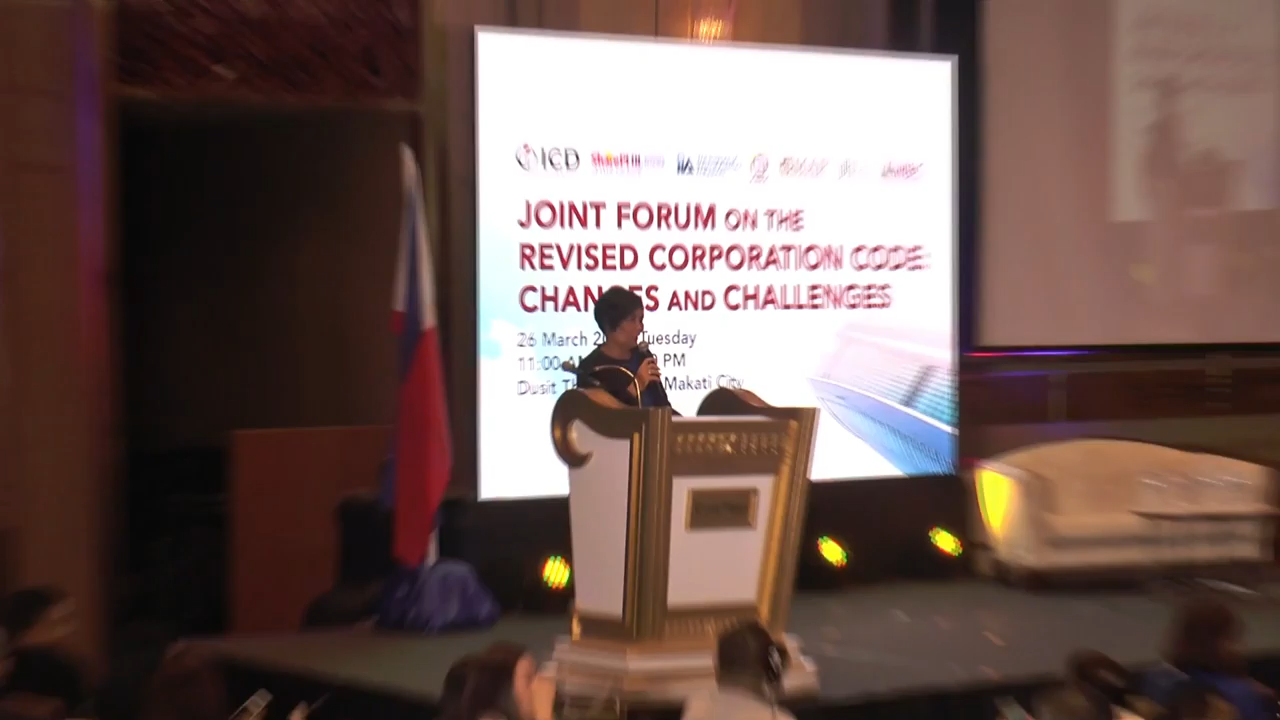 ICD
JOINT FORUM ON THE
REVISED CORPORATION CODE:
CHANGES AND CHALLENGES
26 March Tuesday
11:00 PM
Dusit Makati City